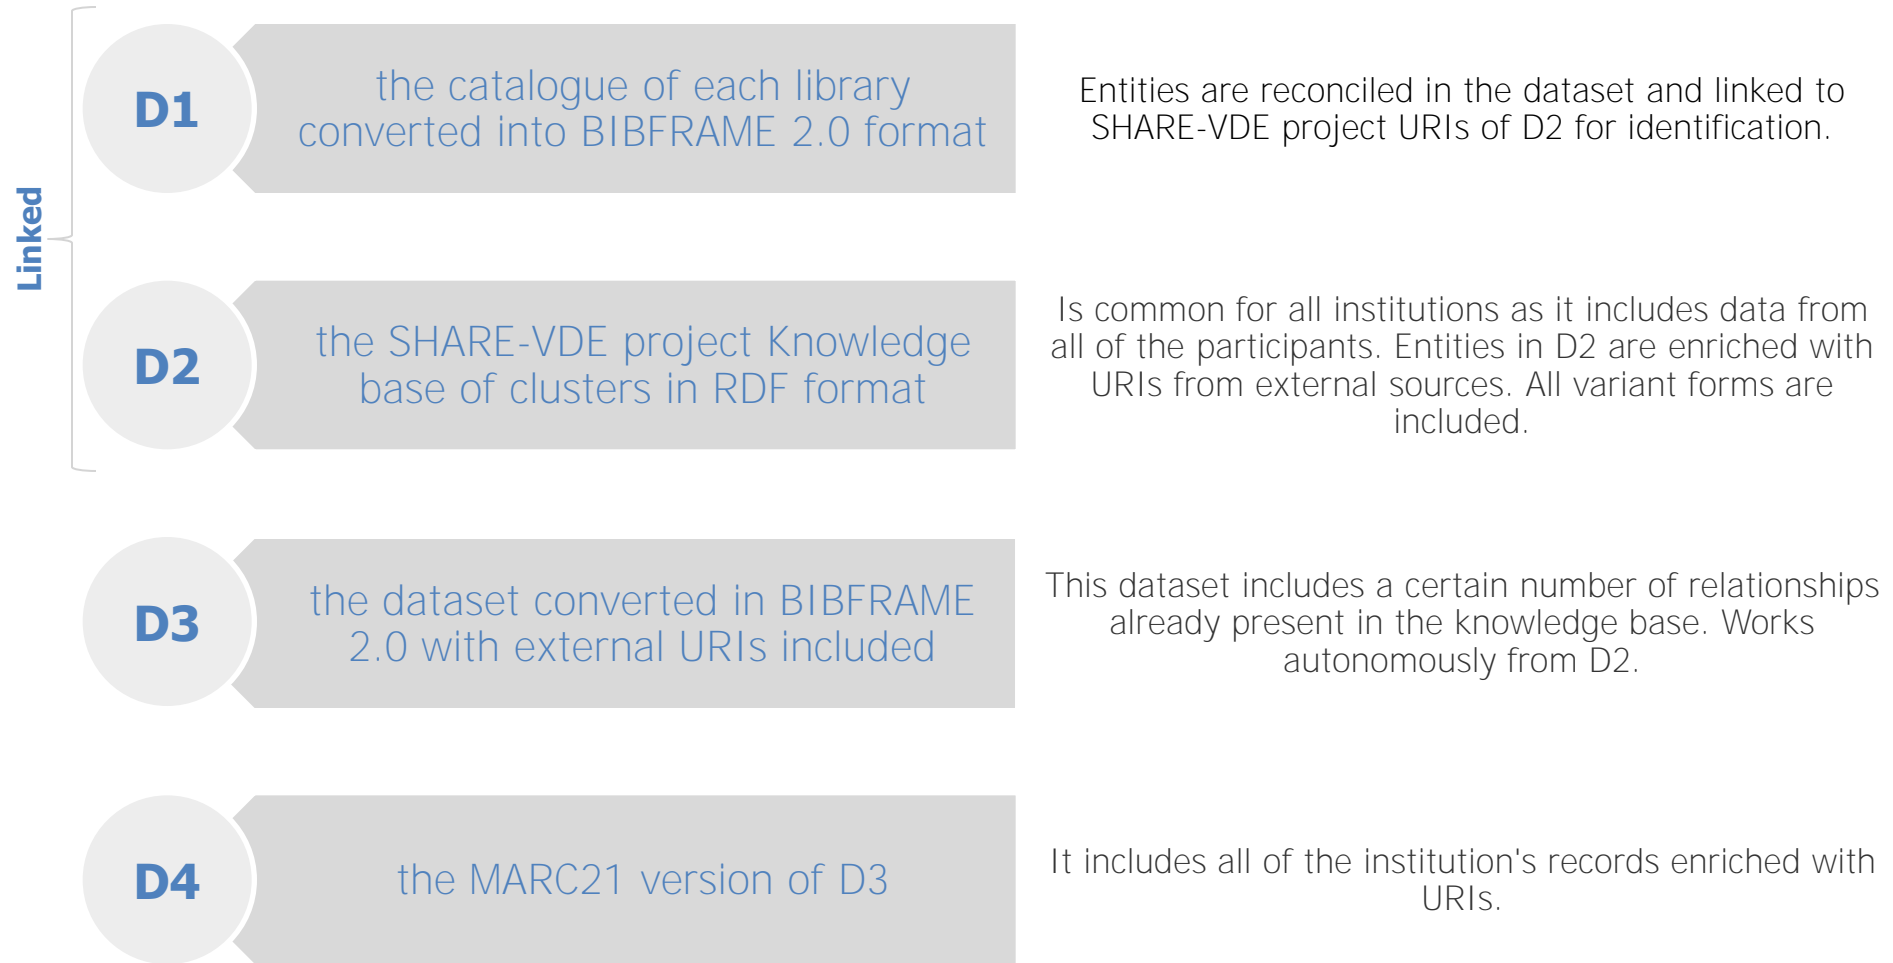 Linked
D1
the catalogue of each library
converted into BIBFRAME 2.0 format
Entities are reconciled in the dataset and linked to
SHARE-VDE project URIs of D2 for identification.
D2
the SHARE-VDE project Knowledge
base of clusters in RDF format
Is common for all institutions as it includes data from
all of the participants. Entities in D2 are enriched with
URIs from external sources. All variant forms are
included.
D3
the dataset converted in BIBFRAME
2.0 with external URIs included
This dataset includes a certain number of relationships
already present in the knowledge base. Works
autonomously from D2.
D4
the MARC21 version of D3
It includes all of the institution's records enriched with
URIs.